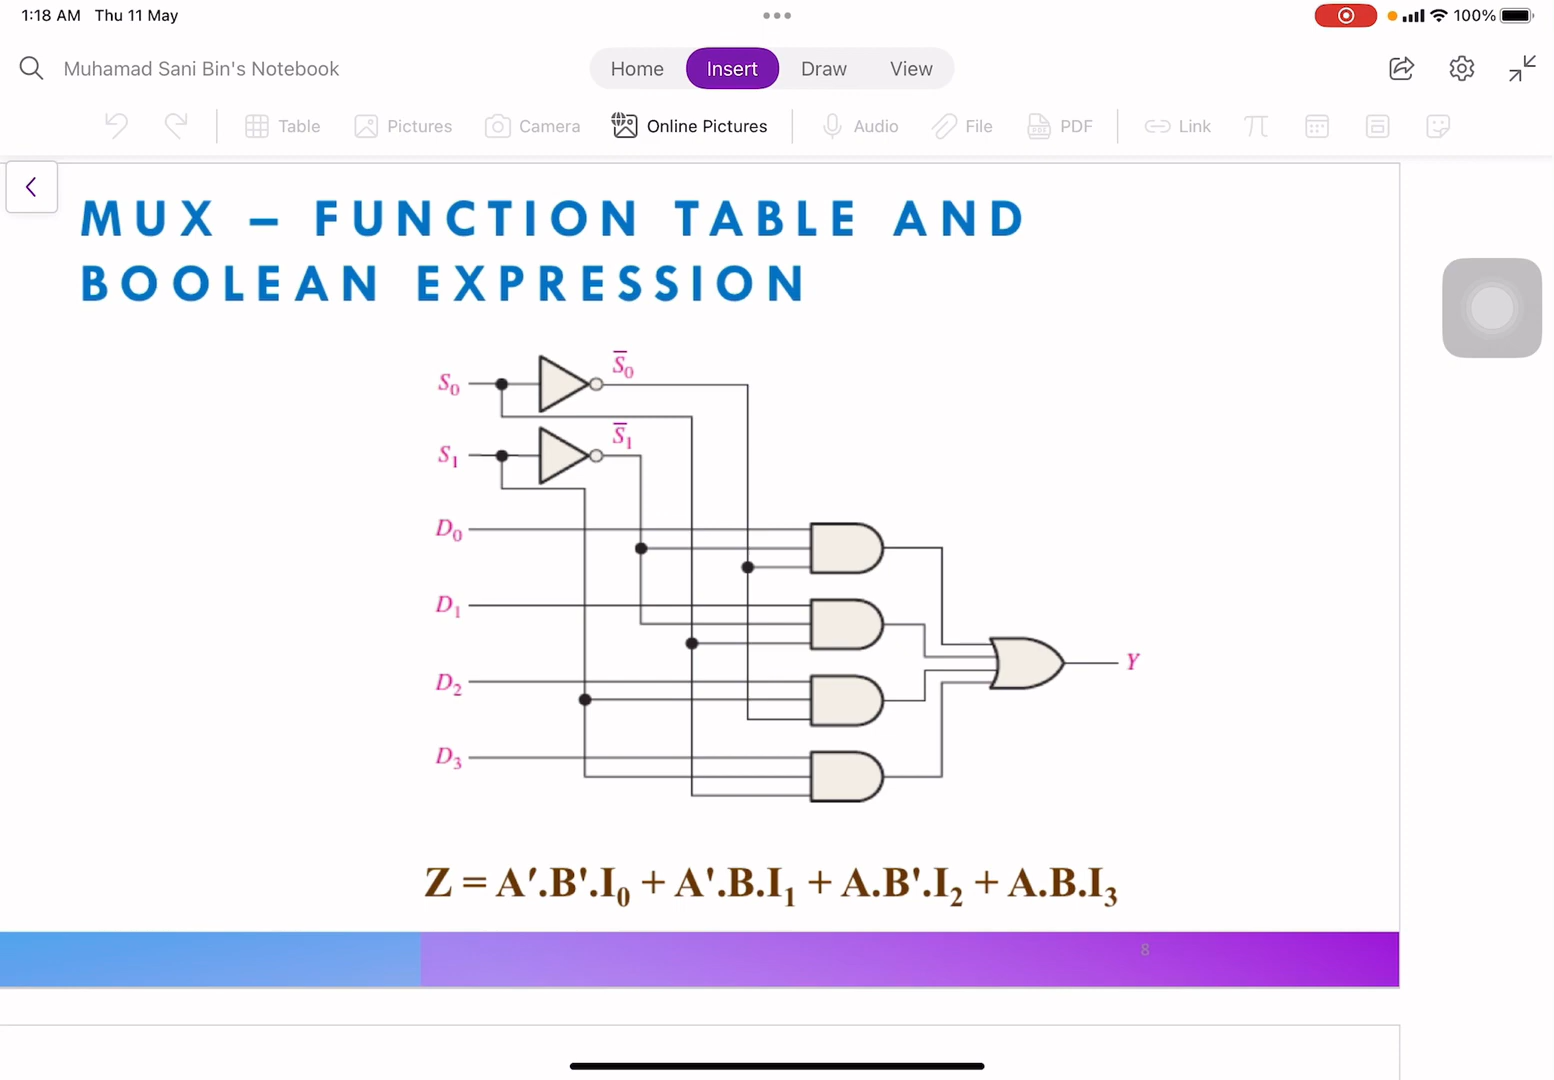 1:18 AM Thu 11 May
100%
Muhamad Sani Bin's Notebook
Home Insert Draw View
Table Pictures Camera Online Pictures Audio File PDF Link
MUX – FUNCTION TABLE AND
BOOLEAN EXPRESSION
S₀ S̅₀
S₁ S̅₁
D₀
D₁
Y
D₂
D₃
Z = A'.B'.I₀ + A'.B.I₁ + A.B'.I₂ + A.B.I₃
8